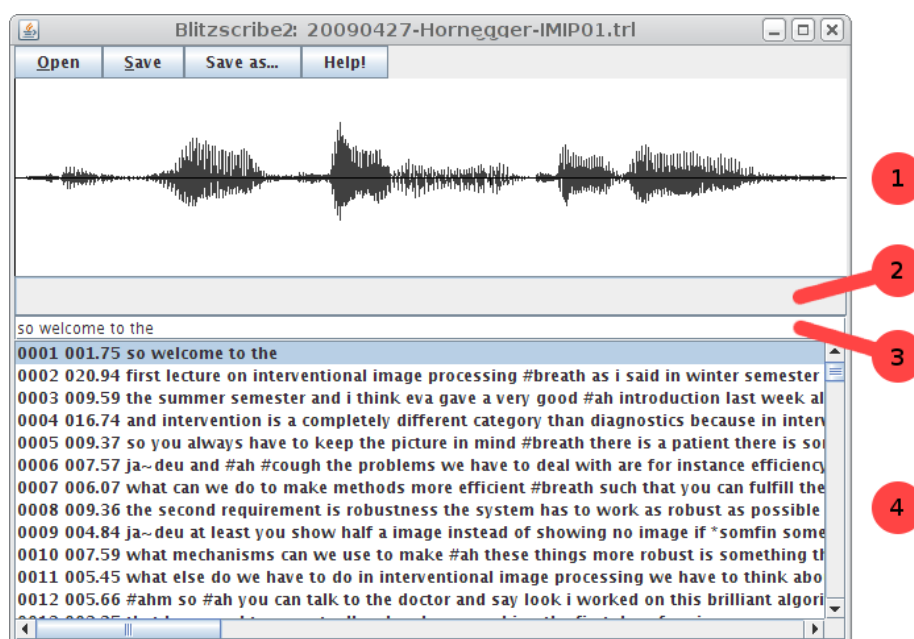 Blitzscribe2: 20090427-Hornegger-IMIP01.trl
Open Save Save as... Help!
1
2
so welcome to the
3
0001 001.75 so welcome to the
0002 020.94 first lecture on interventional image processing #breath as i said in winter semester
0003 009.59 the summer semester and i think eva gave a very good #ah introduction last week al
0004 016.74 and intervention is a completely different category than diagnostics because in interv
0005 009.37 so you always have to keep the picture in mind #breath there is a patient there is so
0006 007.57 ja~deu and #ah #cough the problems we have to deal with are for instance efficiency
0007 006.07 what can we do to make methods more efficient #breath such that you can fulfill the
0008 009.36 the second requirement is robustness the system has to work as robust as possible
4
0009 004.84 ja~deu at least you show half a image instead of showing no image if *somfin some
0010 007.59 what mechanisms can we use to make #ah these things more robust is something th
0011 005.45 what else do we have to do in interventional image processing we have to think abo
0012 005.66 #ahm so #ah you can talk to the doctor and say look i worked on this brilliant algori